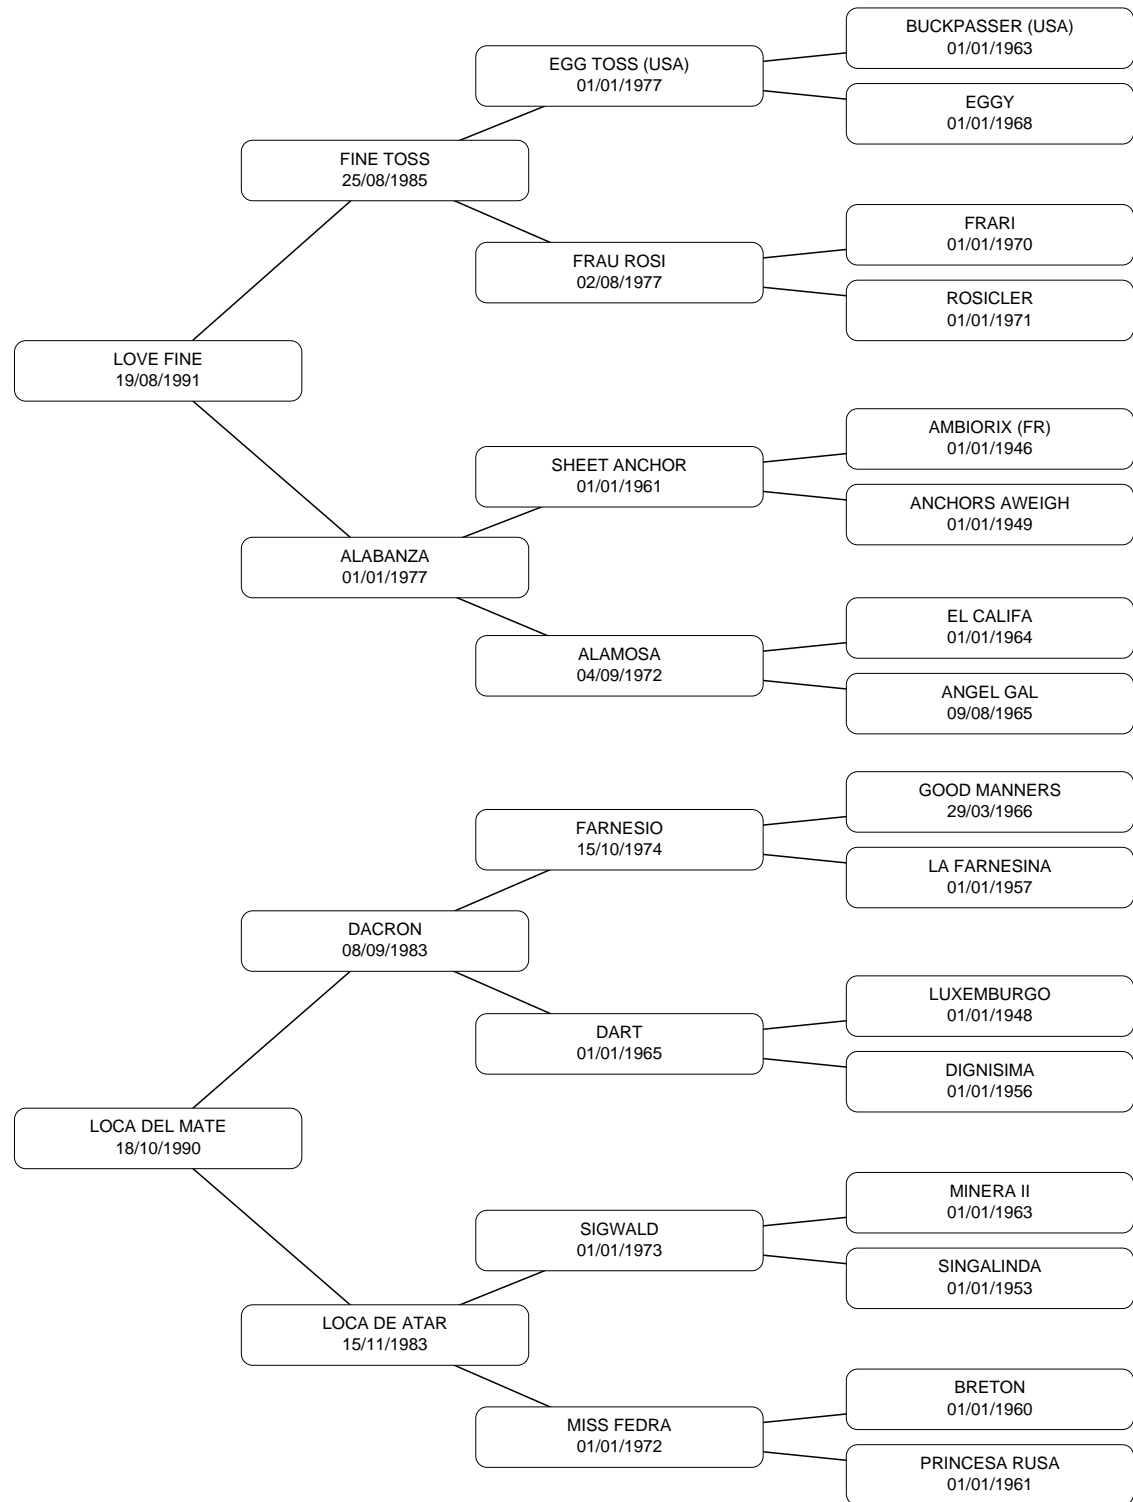 BUCKPASSER (USA)
01/01/1963
EGG TOSS (USA)
01/01/1977
EGGY
01/01/1968
FINE TOSS
25/08/1985
FRARI
01/01/1970
FRAU ROSI
02/08/1977
ROSICLER
01/01/1971
LOVE FINE
19/08/1991
AMBIORIX (FR)
01/01/1946
SHEET ANCHOR
01/01/1961
ANCHORS AWEIGH
01/01/1949
ALABANZA
01/01/1977
EL CALIFA
01/01/1964
ALAMOSA
04/09/1972
ANGEL GAL
09/08/1965
GOOD MANNERS
29/03/1966
FARNESIO
15/10/1974
LA FARNESINA
01/01/1957
DACRON
08/09/1983
LUXEMBURGO
01/01/1948
DART
01/01/1965
DIGNISIMA
01/01/1956
LOCA DEL MATE
18/10/1990
MINERA II
01/01/1963
SIGWALD
01/01/1973
SINGALINDA
01/01/1953
LOCA DE ATAR
15/11/1983
BRETON
01/01/1960
MISS FEDRA
01/01/1972
PRINCESA RUSA
01/01/1961